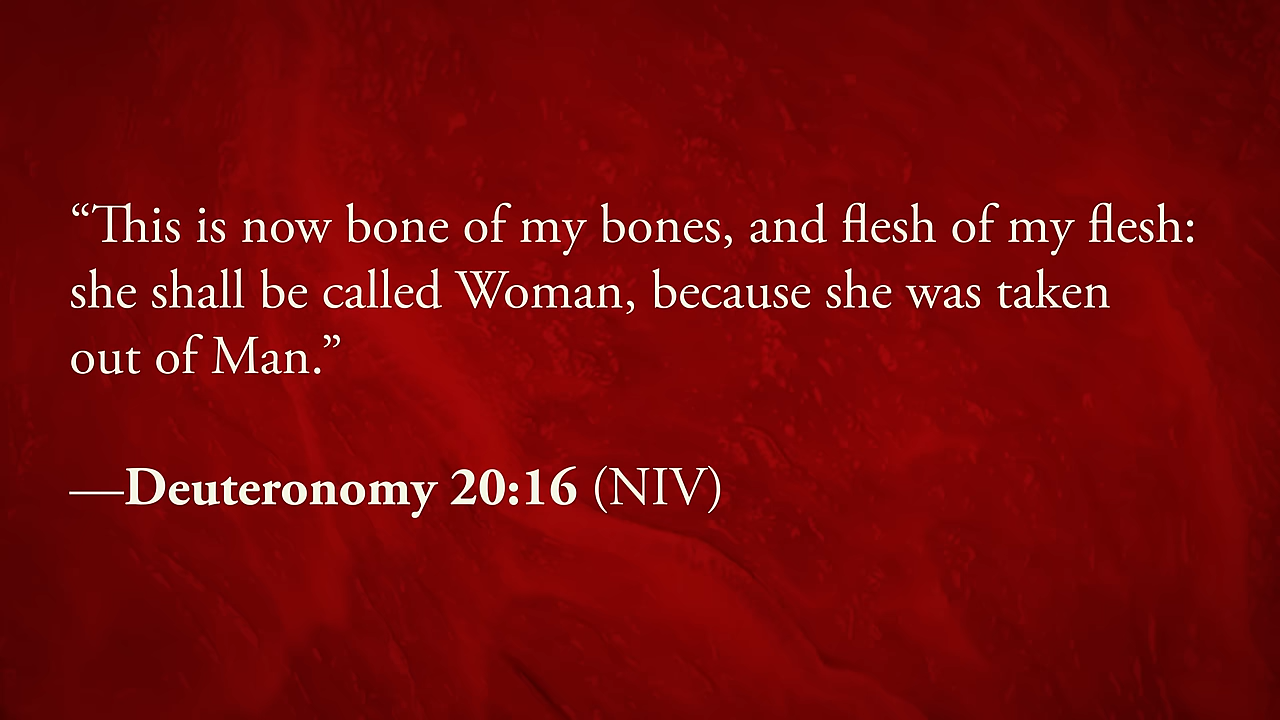 “This is now bone of my bones, and flesh of my flesh:
she shall be called Woman, because she was taken
out of Man.”
—Deuteronomy 20:16 (NIV)